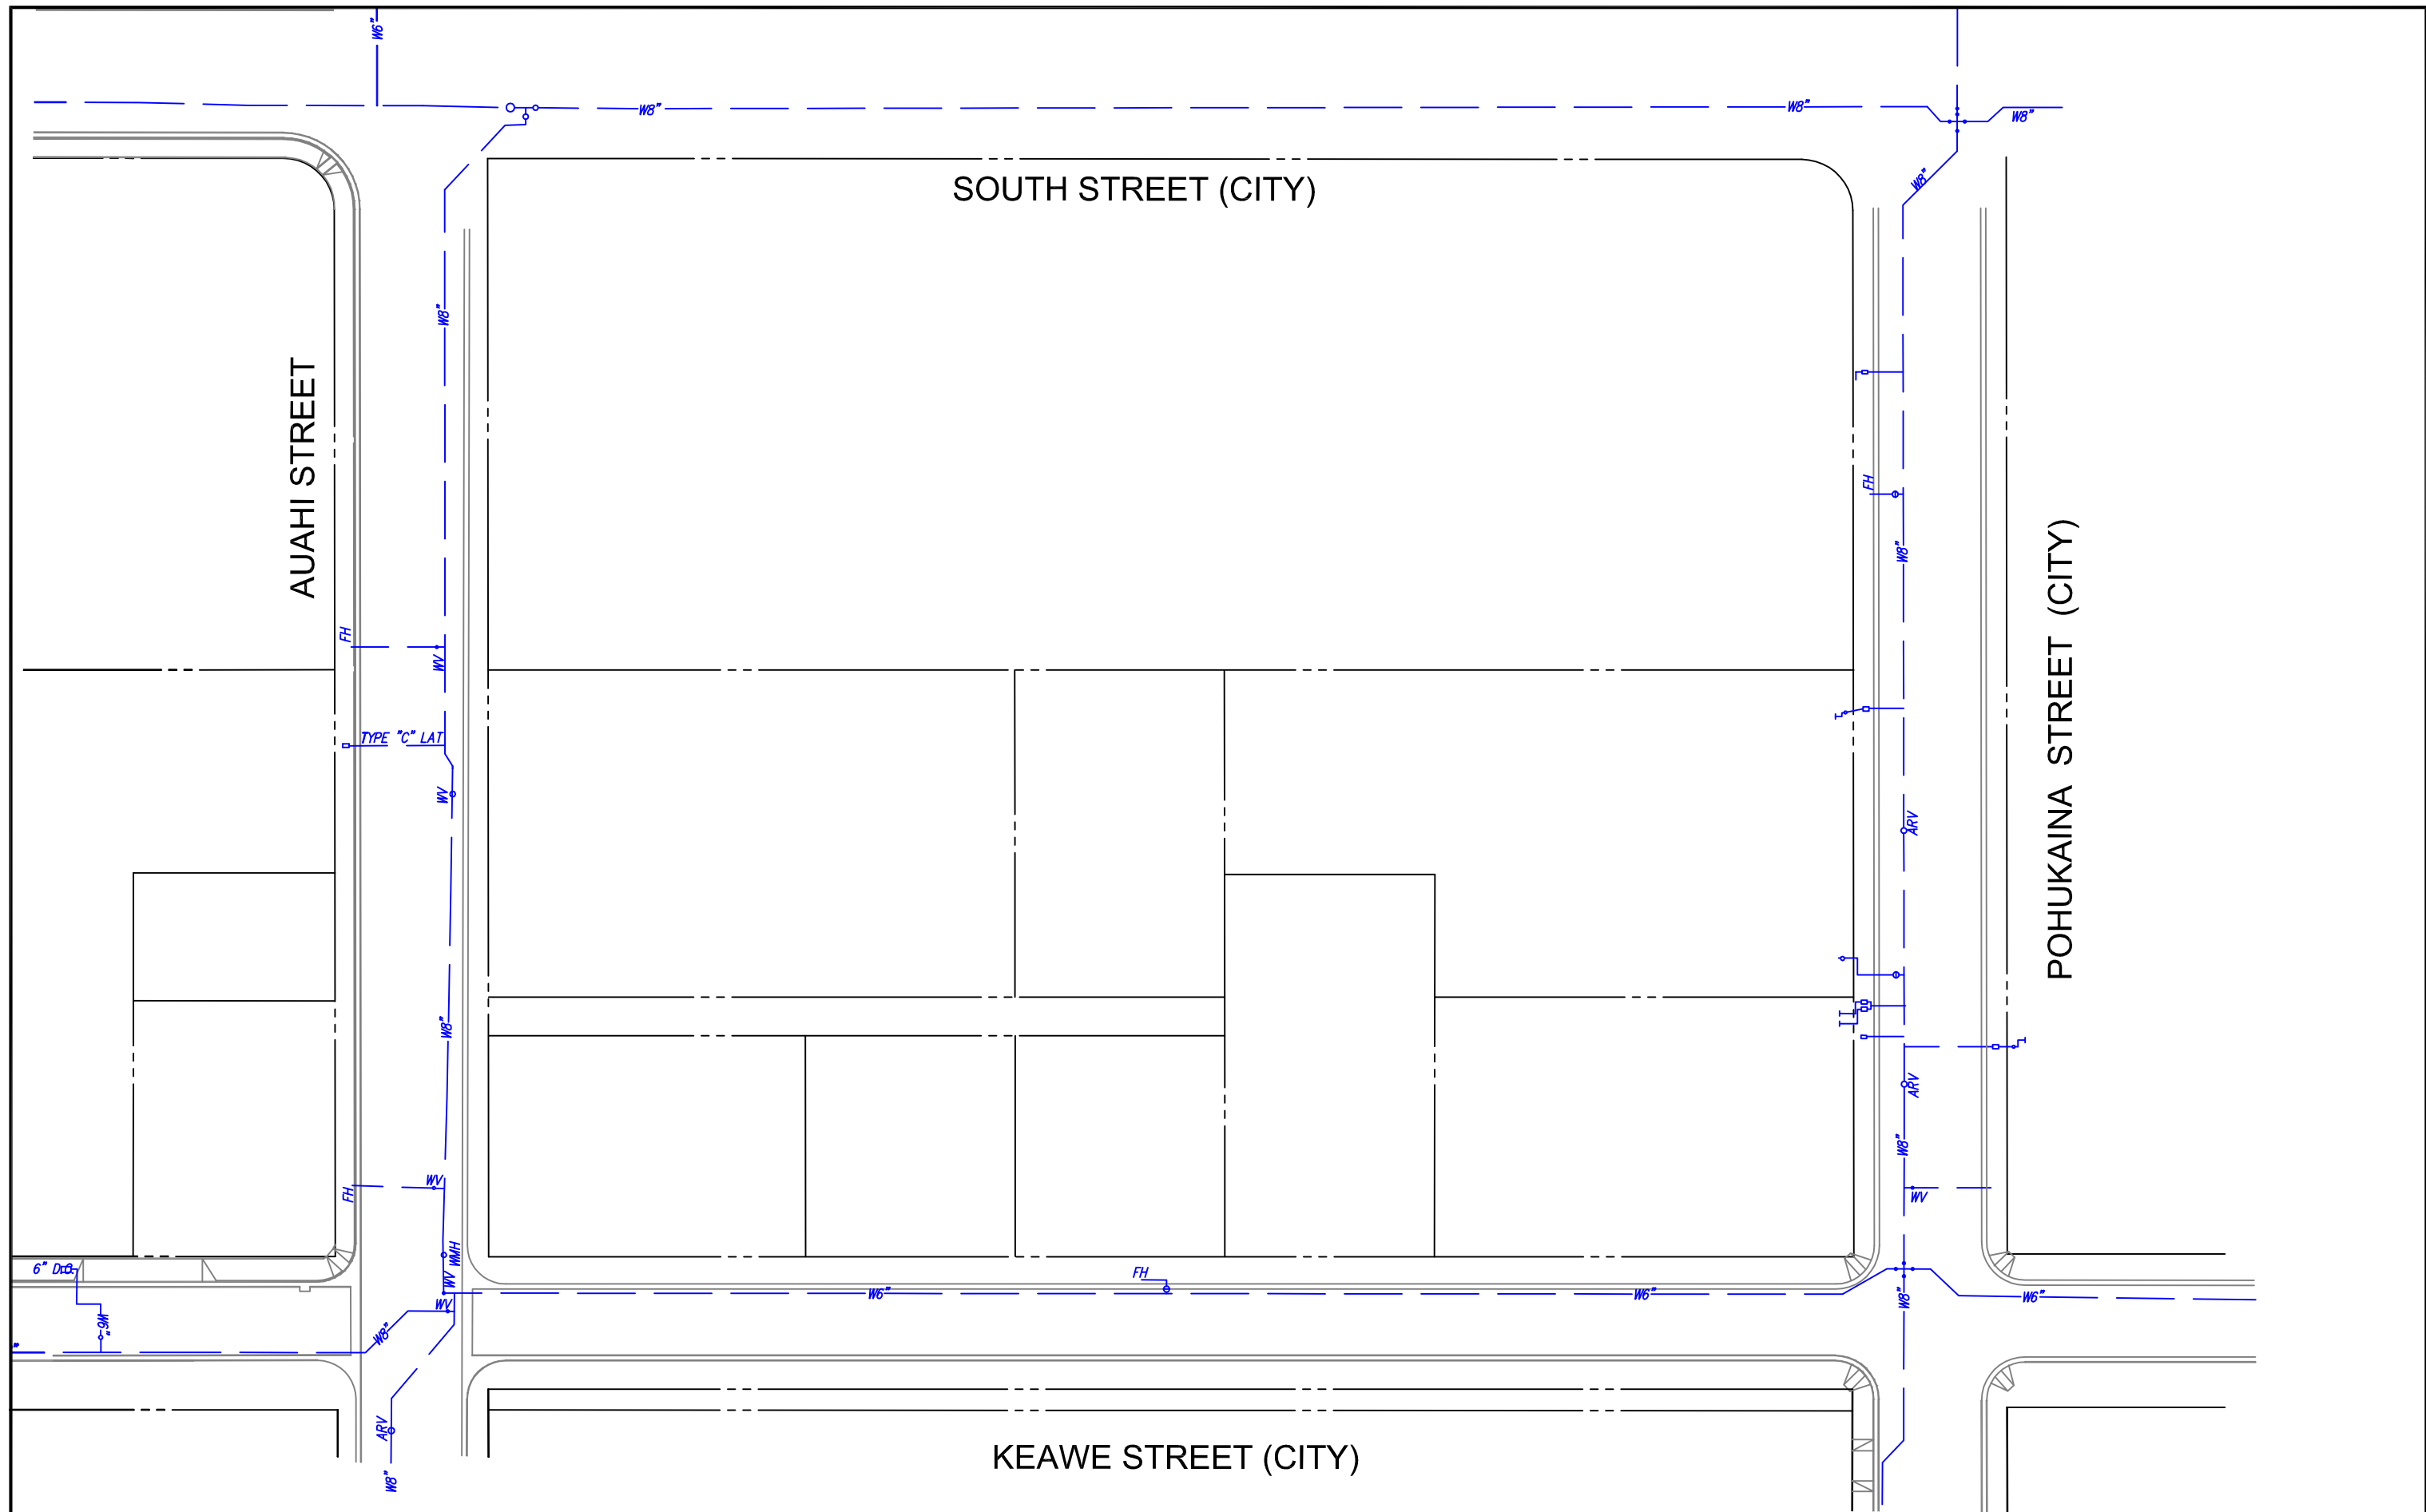 W6"
W8"
W8"
W8"
W8"
SOUTH STREET (CITY)
W8"
AUAHI STREET
FH
W8"
POHUKAINA STREET (CITY)
FH
WV
TYPE "C" LAT
WV
ARV
W8"
ARV
W8"
WV
FH
WV
WMH
6" D.C.
FH
WV
W6"
W6"
W8"
W6"
WV
W6"
W8"
"
ARV
KEAWE STREET (CITY)
W8"